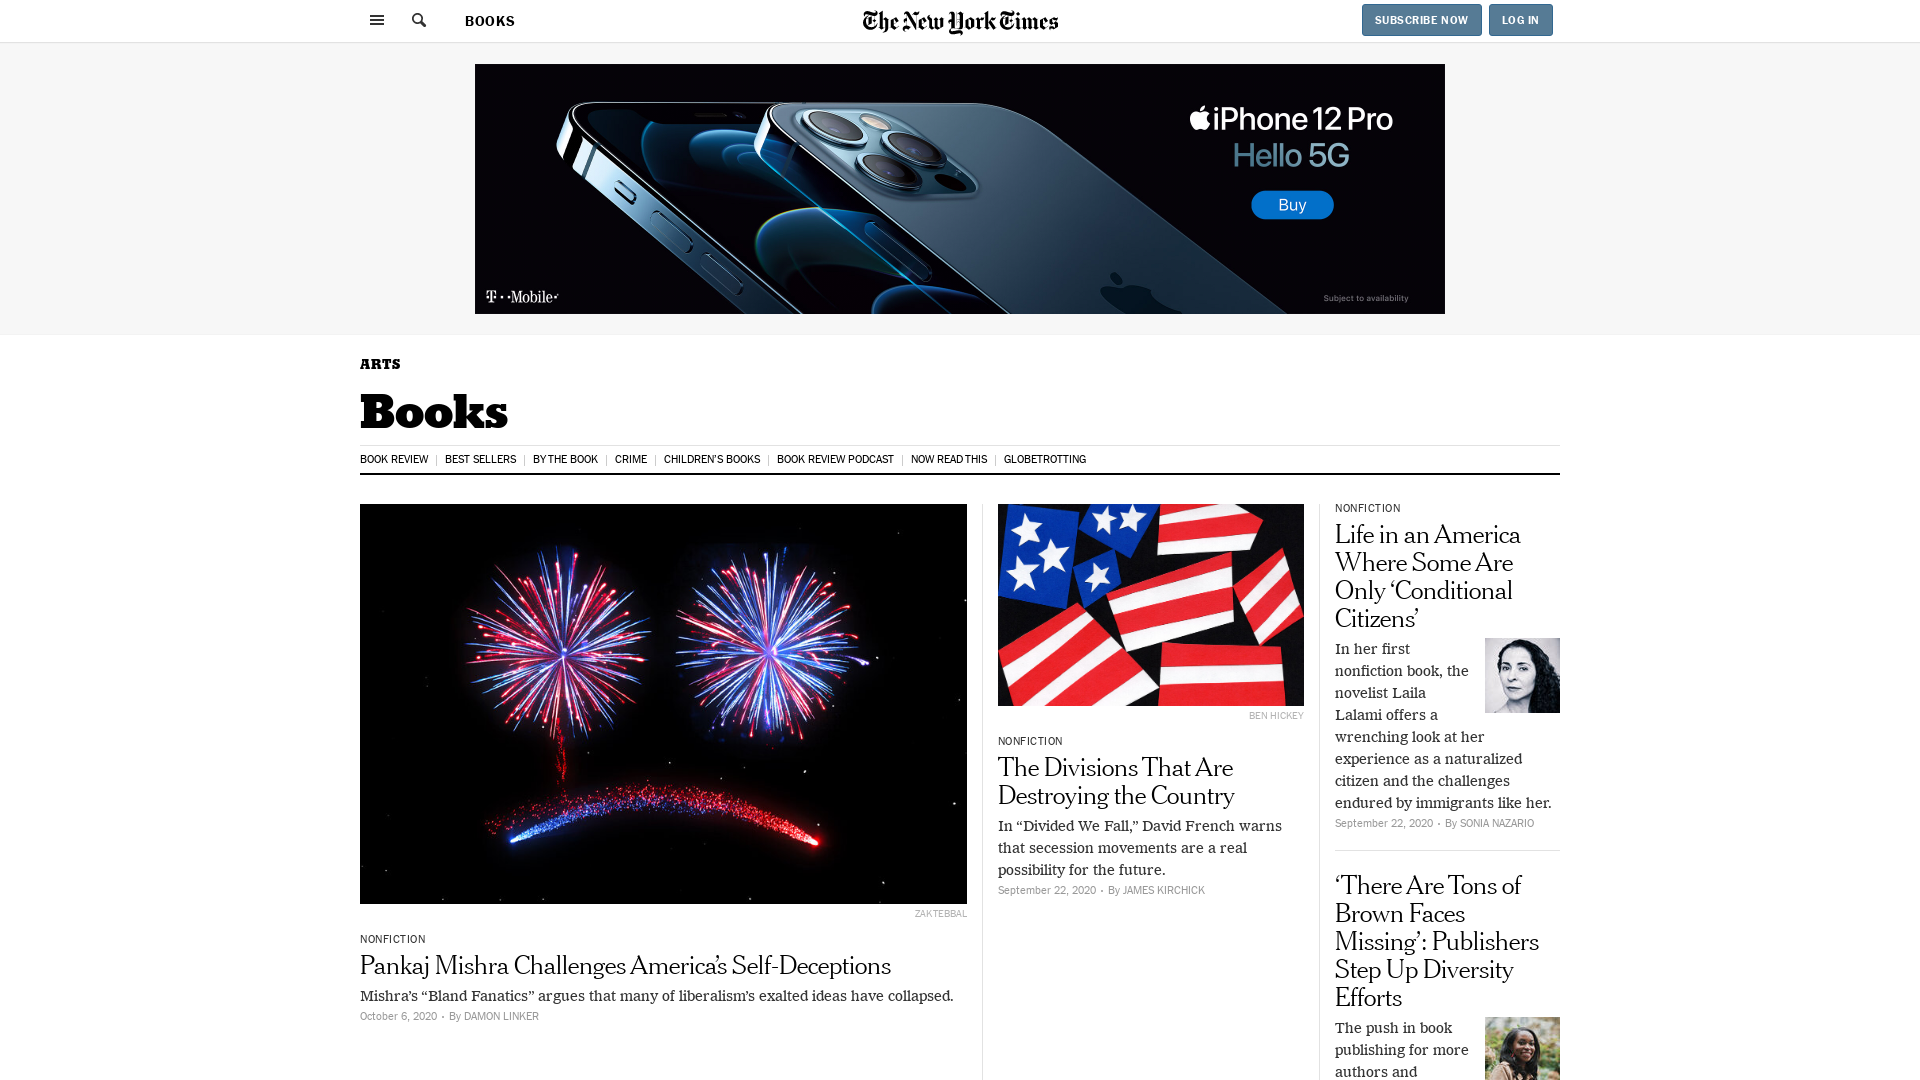 BOOKS
The New York Times
SUBSCRIBE NOW
LOG IN
iPhone 12 Pro
Hello 5G
Buy
T··Mobile·
Subject to availability
ARTS
Books
BOOK REVIEW
BEST SELLERS
BY THE BOOK
CRIME
CHILDREN'S BOOKS
BOOK REVIEW PODCAST
NOW READ THIS
GLOBETROTTING
ZAKTEBBAL
NONFICTION
Pankaj Mishra Challenges America’s Self-Deceptions
Mishra’s “Bland Fanatics” argues that many of liberalism’s exalted ideas have collapsed.
October 6, 2020 • By DAMON LINKER
BEN HICKEY
NONFICTION
The Divisions That Are
Destroying the Country
In “Divided We Fall,” David French warns
that secession movements are a real
possibility for the future.
September 22, 2020 • By JAMES KIRCHICK
NONFICTION
Life in an America
Where Some Are
Only ‘Conditional
Citizens’
In her first
nonfiction book, the
novelist Laila
Lalami offers a
wrenching look at her
experience as a naturalized
citizen and the challenges
endured by immigrants like her.
September 22, 2020 • By SONIA NAZARIO
‘There Are Tons of
Brown Faces
Missing’: Publishers
Step Up Diversity
Efforts
The push in book
publishing for more
authors and